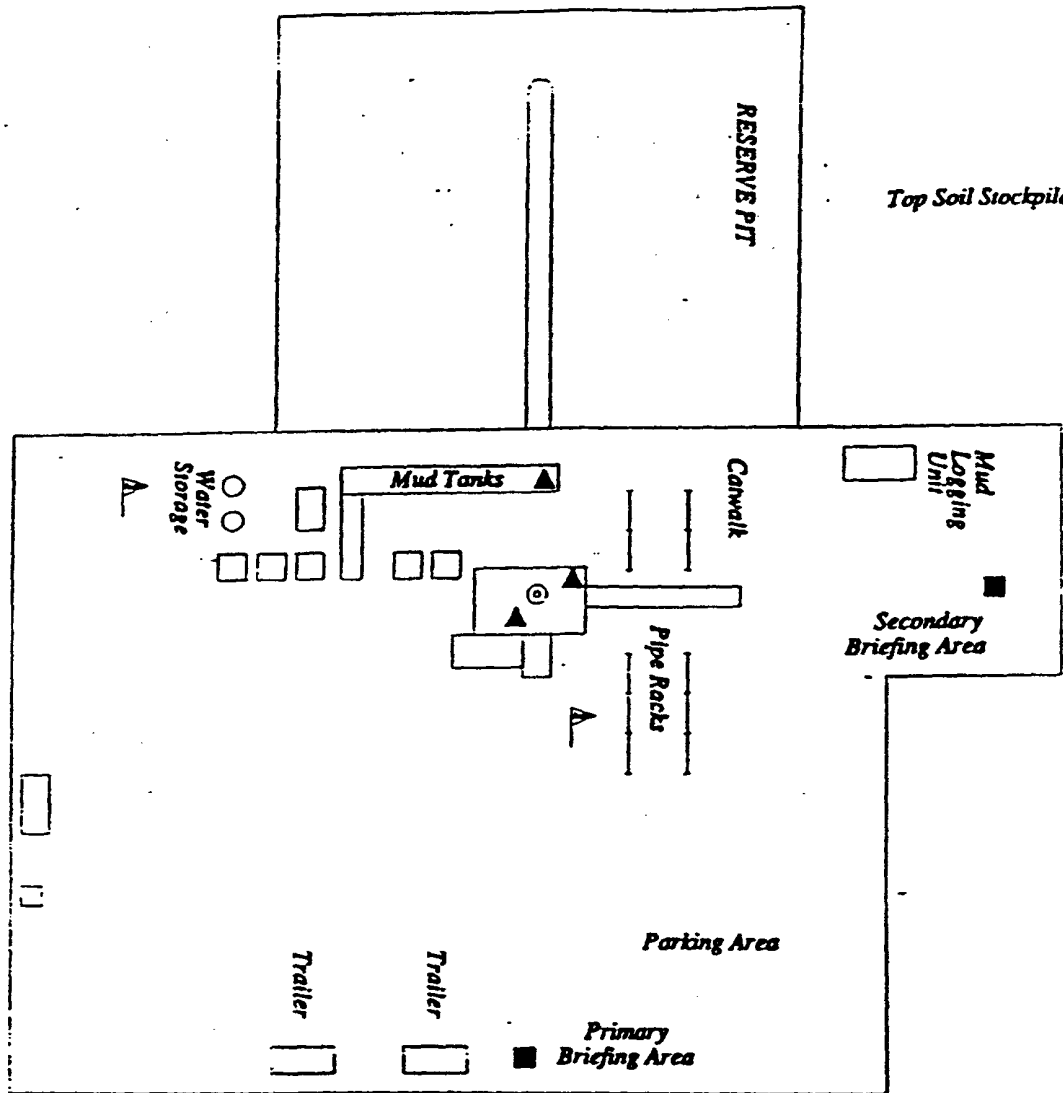 RESERVE PIT
Top Soil Stockpile
Mud Tanks
Water
Storage
Catwalk
Mud
Logging
Unit
Secondary
Briefing Area
Pipe Racks
Parking Area
Trailer
Trailer
Primary
Briefing Area